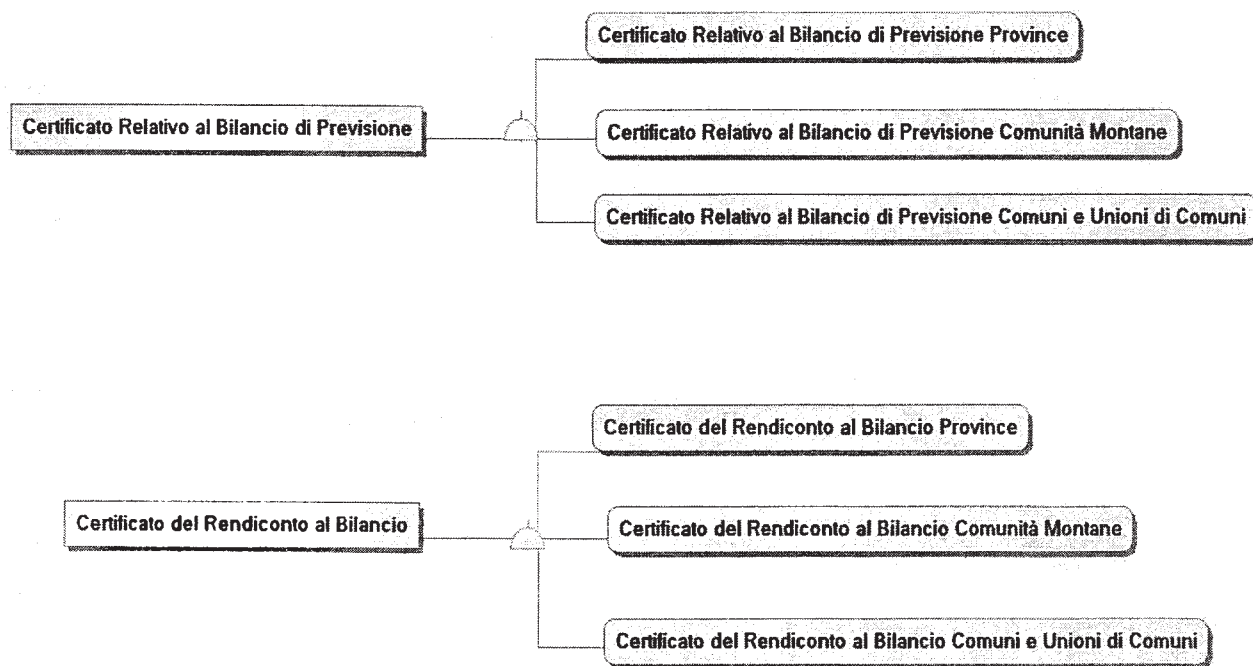 Certificato Relativo al Bilancio di Previsione Province
Certificato Relativo al Bilancio di Previsione
Certificato Relativo al Bilancio di Previsione Comunità Montane
Certificato Relativo al Bilancio di Previsione Comuni e Unioni di Comuni
Certificato del Rendiconto al Bilancio Province
Certificato del Rendiconto al Bilancio
Certificato del Rendiconto al Bilancio Comunità Montane
Certificato del Rendiconto al Bilancio Comuni e Unioni di Comuni